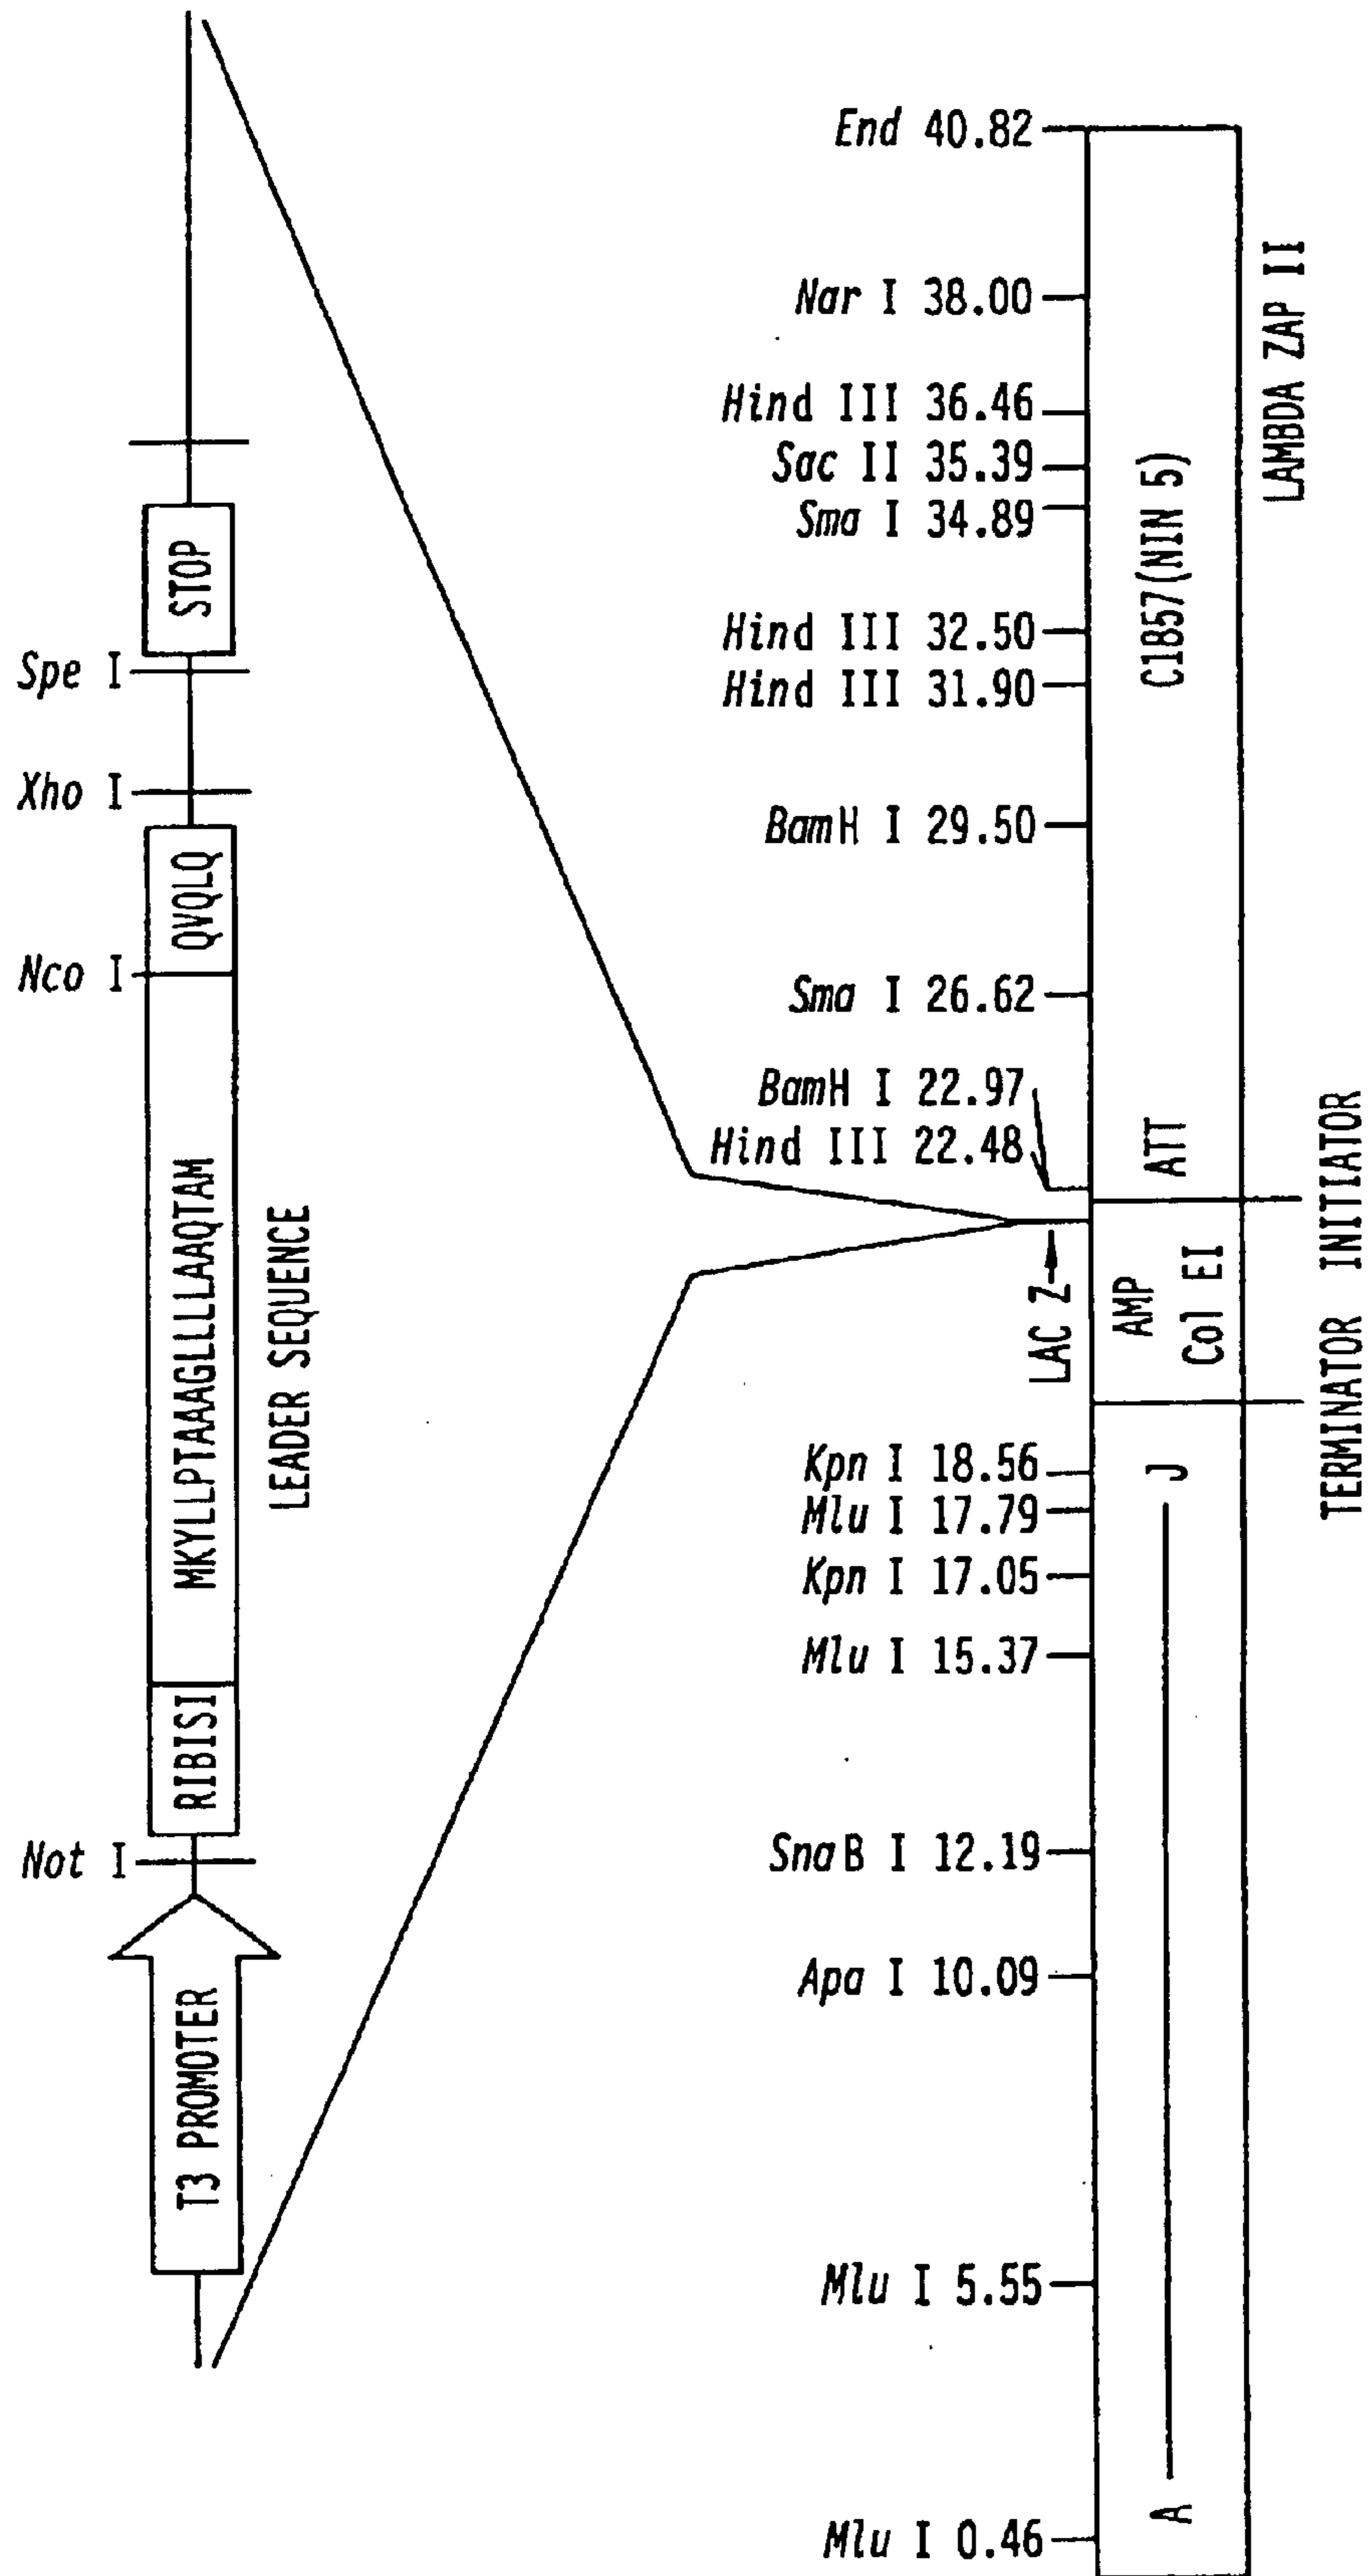 Spe I
Xho I
Nco I
Not I
STOP
QVQLQ
MKYLLPTAAAGLLLLAAQTAM
RIBISI
T3 PROMOTER
LEADER SEQUENCE
End 40.82
Nar I 38.00
Hind III 36.46
Sac II 35.39
Sma I 34.89
Hind III 32.50
Hind III 31.90
BamH I 29.50
Sma I 26.62
BamH I 22.97
Hind III 22.48
LAC Z
Kpn I 18.56
Mlu I 17.79
Kpn I 17.05
Mlu I 15.37
SnaB I 12.19
Apa I 10.09
Mlu I 5.55
Mlu I 0.46
C1857(NIN 5)
ATT
AMP
Col EI
J
A
LAMBDA ZAP II
INITIATOR
TERMINATOR